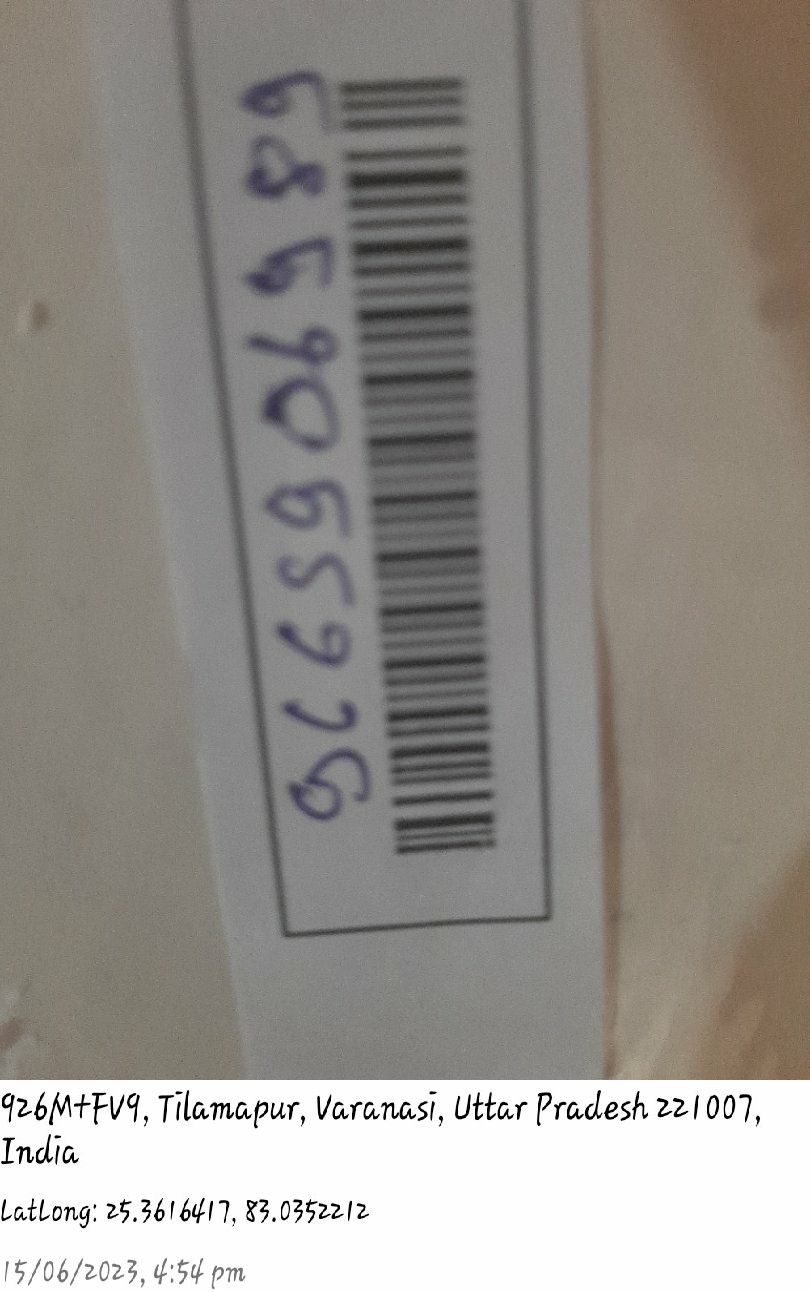 6869065976
926M+FV9, Tilamapur, Varanasi, Uttar Pradesh 221007,
India
LatLong: 25.3616417, 83.0352212
15/06/2023, 4:54 pm